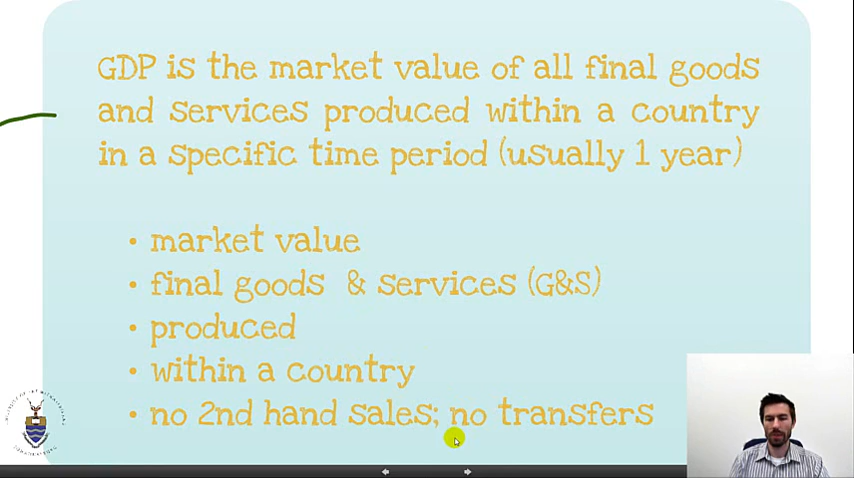 GDP is the market value of all final goods
and services produced within a country
in a specific time period (usually 1 year)
• market value
• final goods & services (G&S)
• produced
• within a country
• no 2nd hand sales; no transfers